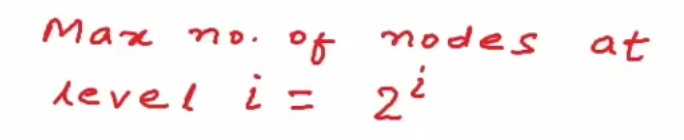 Max no. of nodes at
level i = 2^i